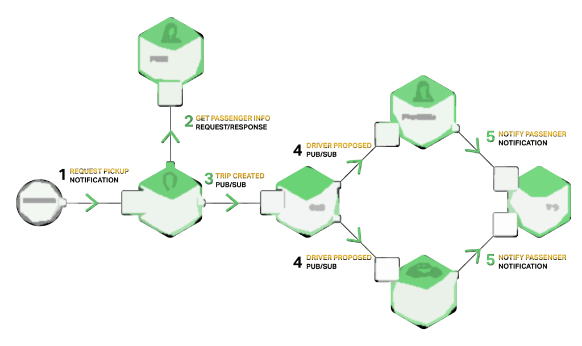 2 GET PASSENGER INFO
REQUEST/RESPONSE
1 REQUEST PICKUP
NOTIFICATION
3 TRIP CREATED
PUB/SUB
4 DRIVER PROPOSED
PUB/SUB
5 NOTIFY PASSENGER
NOTIFICATION
4 DRIVER PROPOSED
PUB/SUB
5 NOTIFY PASSENGER
NOTIFICATION